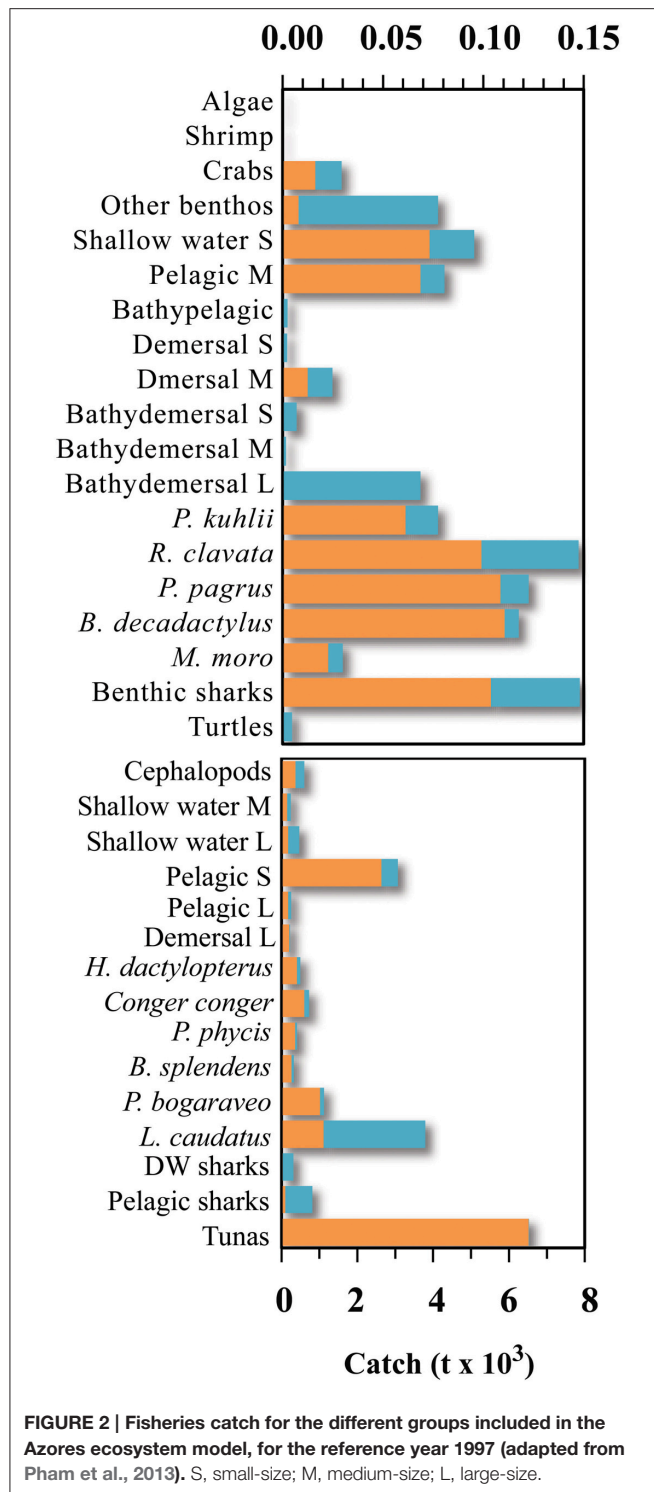 0.00 0.05 0.10 0.15
Algae
Shrimp
Crabs
Other benthos
Shallow water S
Pelagic M
Bathypelagic
Demersal S
Dmersal M
Bathydemersal S
Bathydemersal M
Bathydemersal L
P. kuhlii
R. clavata
P. pagrus
B. decadactylus
M. moro
Benthic sharks
Turtles
Cephalopods
Shallow water M
Shallow water L
Pelagic S
Pelagic L
Demersal L
H. dactylopterus
Conger conger
P. phycis
B. splendens
P. bogaraveo
L. caudatus
DW sharks
Pelagic sharks
Tunas
0 2 4 6 8
Catch (t x 10³)
FIGURE 2 | Fisheries catch for the different groups included in the
Azores ecosystem model, for the reference year 1997 (adapted from
Pham et al., 2013). S, small-size; M, medium-size; L, large-size.